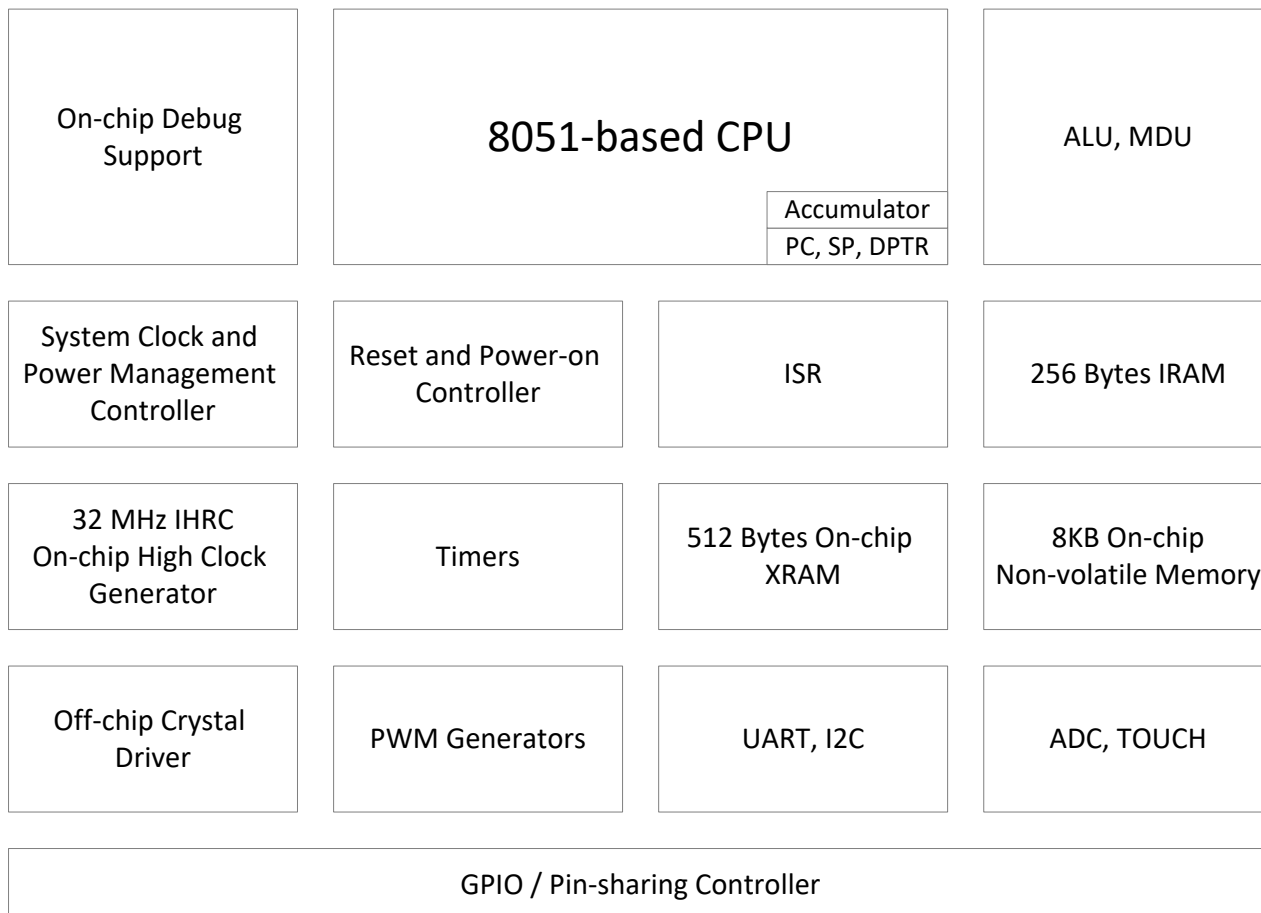 On-chip Debug
Support
8051-based CPU
Accumulator
PC, SP, DPTR
ALU, MDU
System Clock and
Power Management
Controller
Reset and Power-on
Controller
ISR
256 Bytes IRAM
32 MHz IHRC
On-chip High Clock
Generator
Timers
512 Bytes On-chip
XRAM
8KB On-chip
Non-volatile Memory
Off-chip Crystal
Driver
PWM Generators
UART, I2C
ADC, TOUCH
GPIO / Pin-sharing Controller